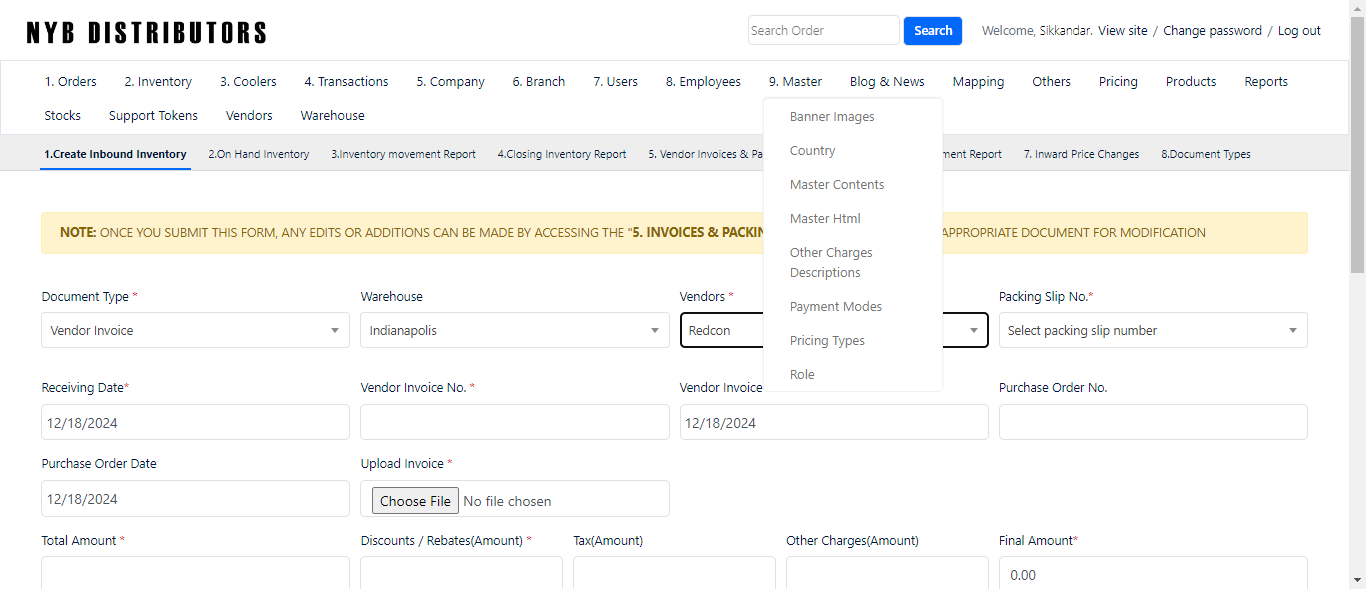 NYB DISTRIBUTORS
Search Order
Search
Welcome, Sikkandar. View site / Change password / Log out
1. Orders 2. Inventory 3. Coolers 4. Transactions 5. Company 6. Branch 7. Users 8. Employees 9. Master Blog & News Mapping Others Pricing Products Reports
Stocks Support Tokens Vendors Warehouse
Banner Images
Country
Master Contents
Master Html
Other Charges
Descriptions
Payment Modes
Pricing Types
Role
1.Create Inbound Inventory 2.On Hand Inventory 3.Inventory movement Report 4.Closing Inventory Report 5. Vendor Invoices & Pa ment Report 7. Inward Price Changes 8.Document Types
NOTE: ONCE YOU SUBMIT THIS FORM, ANY EDITS OR ADDITIONS CAN BE MADE BY ACCESSING THE "5. INVOICES & PACKIN APPROPRIATE DOCUMENT FOR MODIFICATION
Document Type * Warehouse Vendors * Packing Slip No.*
Vendor Invoice Indianapolis Redcon Select packing slip number
Receiving Date* Vendor Invoice No. * Vendor Invoice Purchase Order No.
12/18/2024 12/18/2024
Purchase Order Date Upload Invoice *
12/18/2024 Choose File No file chosen
Total Amount * Discounts / Rebates(Amount) * Tax(Amount) Other Charges(Amount) Final Amount*
0.00